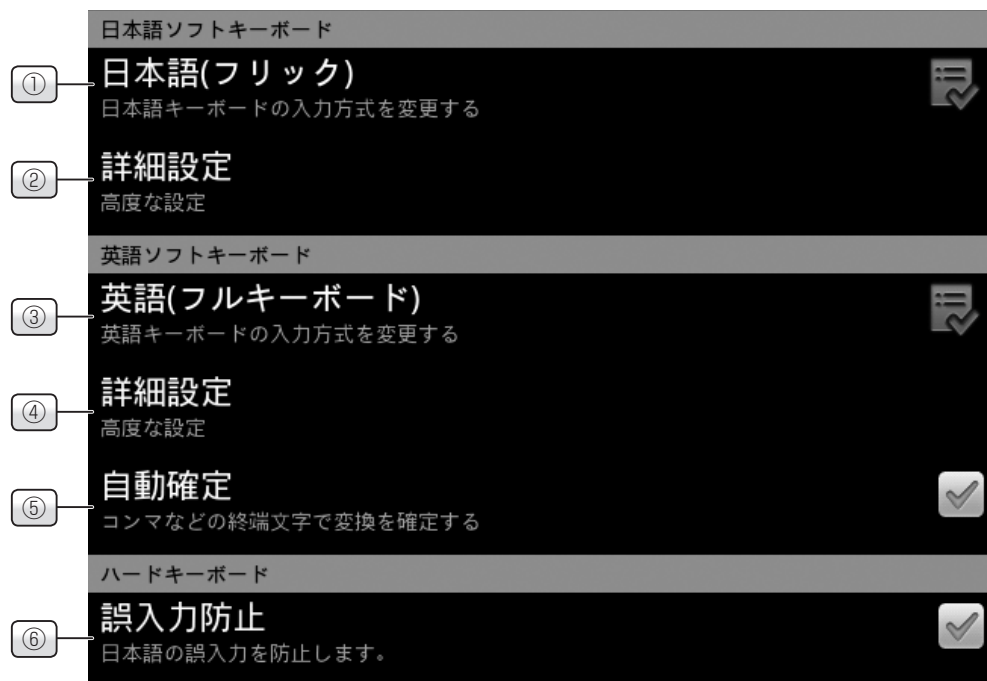 日本語ソフトキーボード
① 日本語(フリック)
日本語キーボードの入力方式を変更する
② 詳細設定
高度な設定
英語ソフトキーボード
③ 英語(フルキーボード)
英語キーボードの入力方式を変更する
④ 詳細設定
高度な設定
⑤ 自動確定
コンマなどの終端文字で変換を確定する
ハードキーボード
⑥ 誤入力防止
日本語の誤入力を防止します。